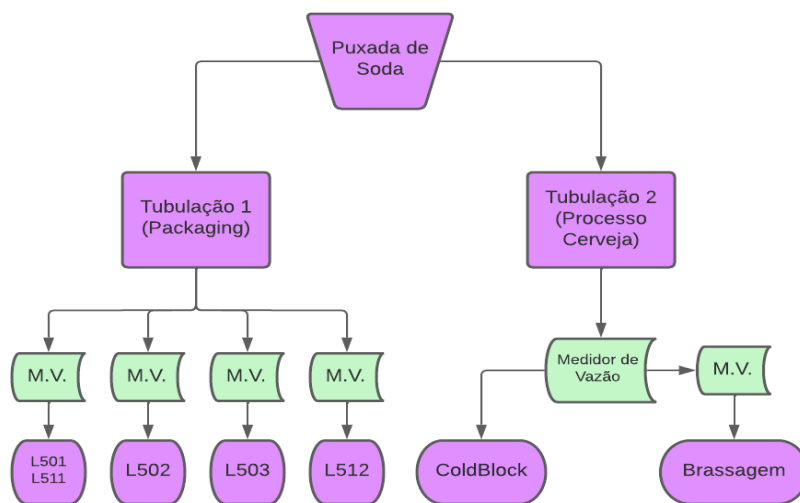 Puxada de
Soda
Tubulação 1
(Packaging)
Tubulação 2
(Processo
Cerveja)
M.V.
M.V.
M.V.
M.V.
Medidor de
Vazão
M.V.
L501
L511
L502
L503
L512
ColdBlock
Brassagem